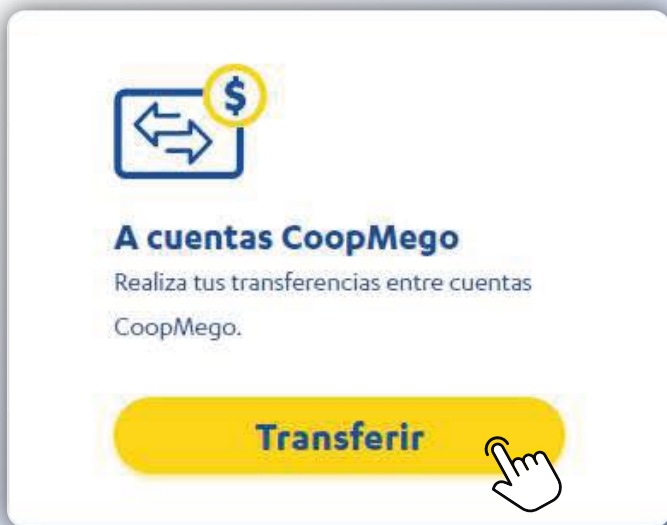 $
A cuentas CoopMego
Realiza tus transferencias entre cuentas
CoopMego.
Transferir